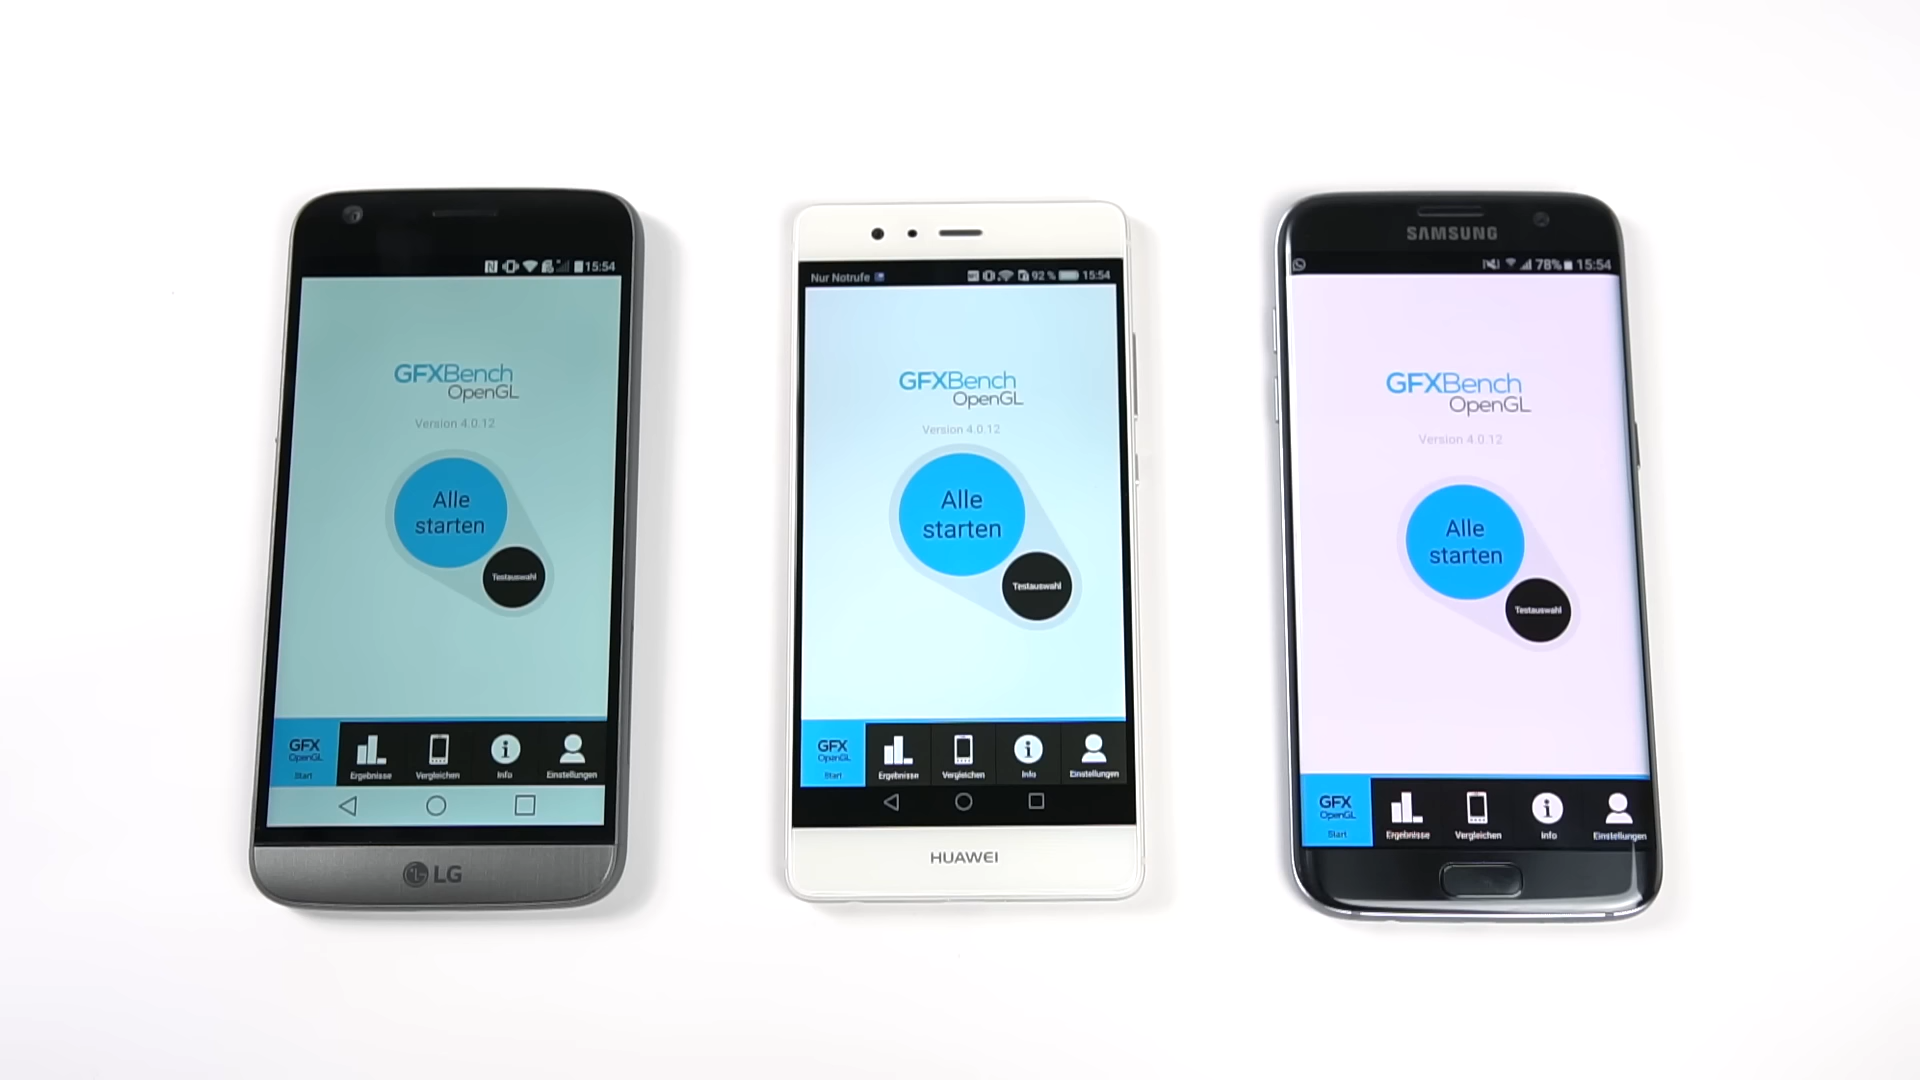 15:54
GFXBench
OpenGL
Version 4.0.12
Alle
starten
Testauswahl
GFX
OpenGL
Start
Ergebnisse
Vergleichen
Info
Einstellungen
LG
Nur Notrufe
92 %
15:54
GFXBench
OpenGL
Version 4.0.12
Alle
starten
Testauswahl
GFX
OpenGL
Start
Ergebnisse
Vergleichen
Info
Einstellungen
HUAWEI
SAMSUNG
78% 15:54
GFXBench
OpenGL
Version 4.0.12
Alle
starten
Testauswahl
GFX
OpenGL
Start
Ergebnisse
Vergleichen
Info
Einstellungen